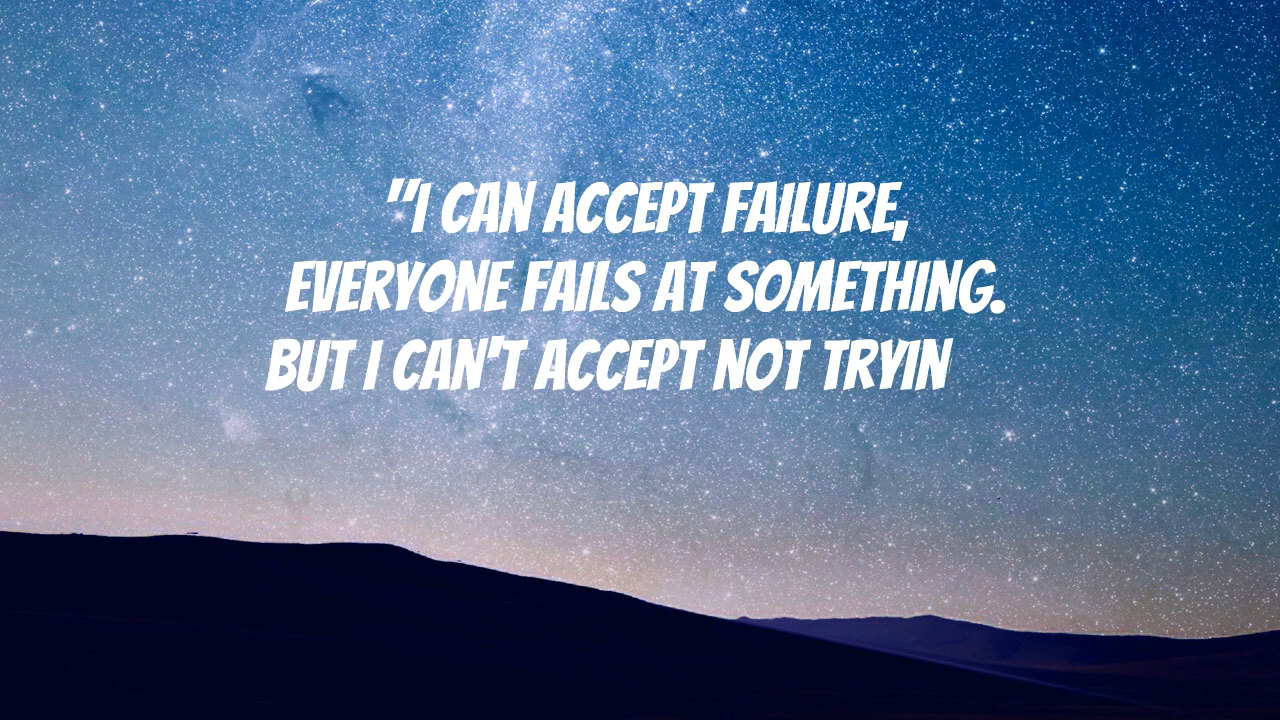 "I CAN ACCEPT FAILURE,
EVERYONE FAILS AT SOMETHING.
BUT I CAN'T ACCEPT NOT TRYIN